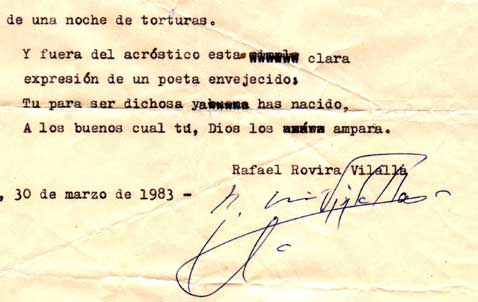 de una noche de torturas.
Y fuera del acróstico esta clara
expresión de un poeta envejecido;
Tu para ser dichosa ya has nacido,
A los buenos cual tú, Dios los ampara.
Rafael Rovira Vilallá
, 30 de marzo de 1983 -